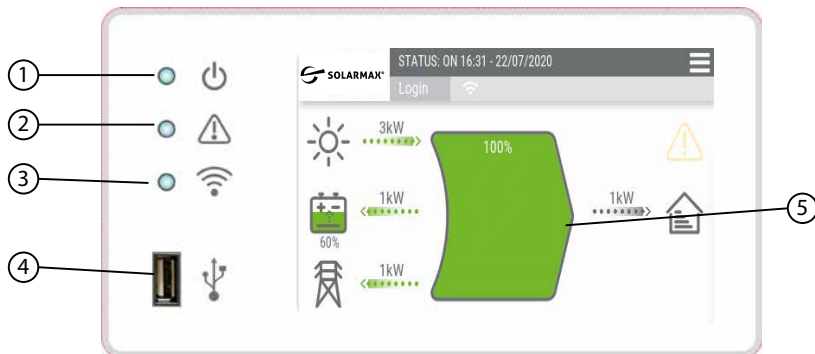 1
2
3
4
5
SOLARMAX®
STATUS: ON 16:31 - 22/07/2020
Login
3kW
100%
1kW
1kW
60%
1kW